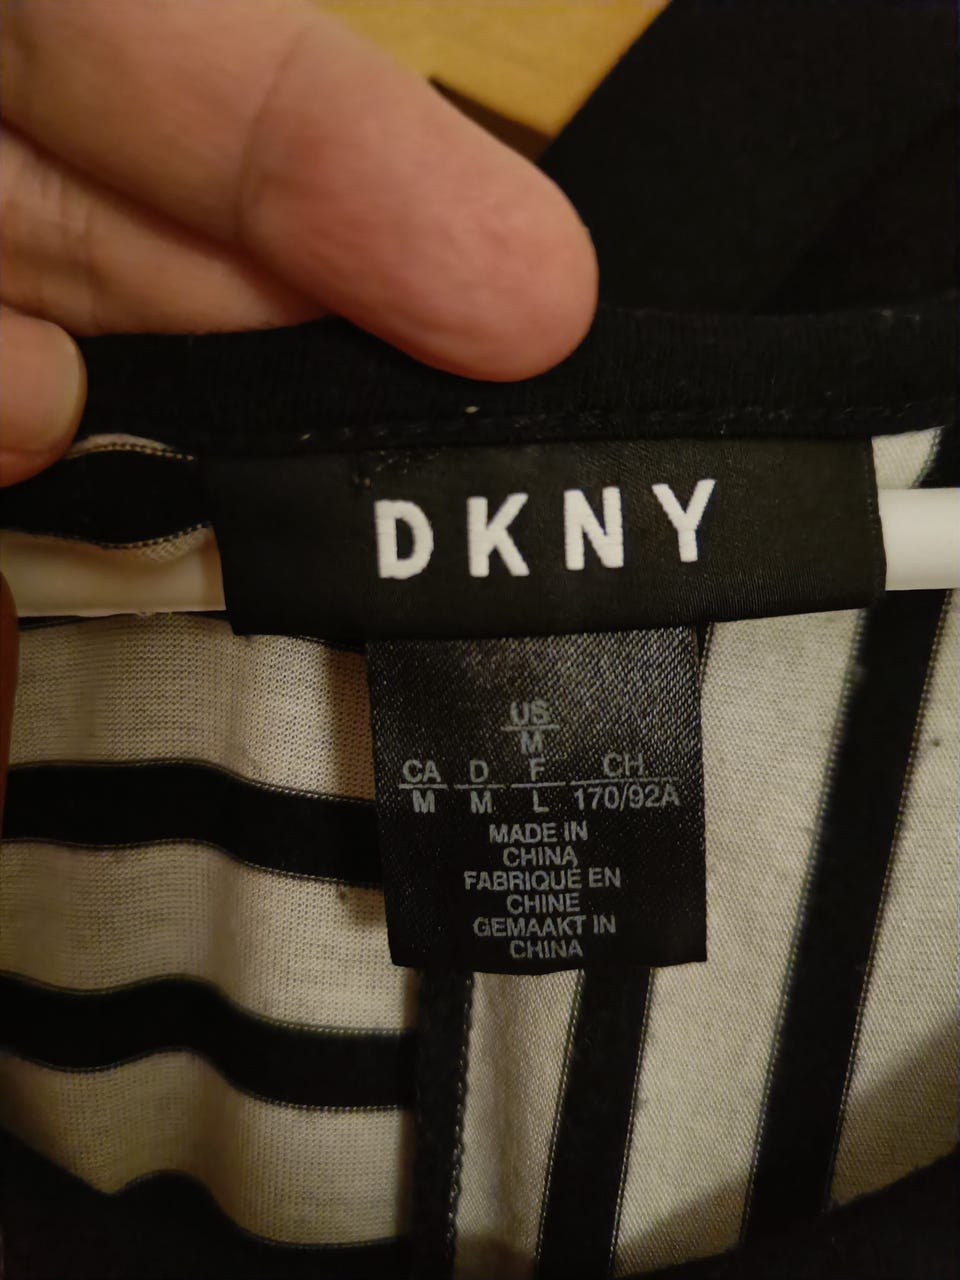 DKNY
US
M
CA D F CH
M M L 170/92A
MADE IN
CHINA
FABRIQUÉ EN
CHINE
GEMAAKT IN
CHINA